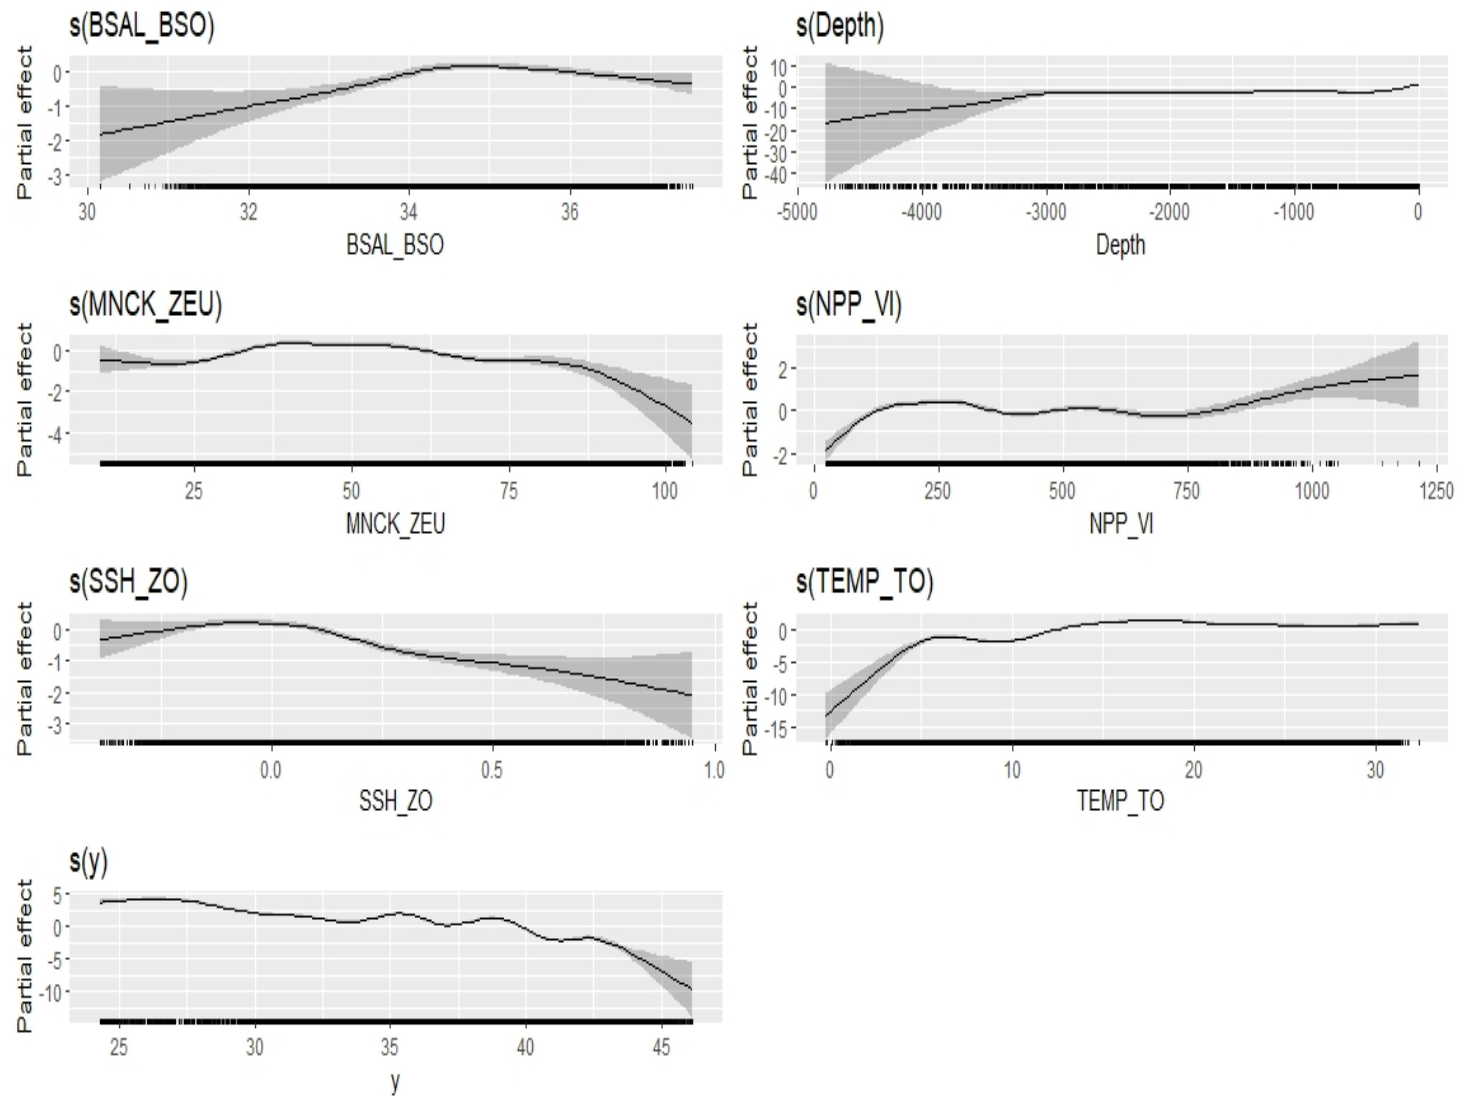 s(BSAL_BSO)
Partial effect
0
-1
-2
-3
30 32 34 36
BSAL_BSO
s(Depth)
Partial effect
10
0
-10
-20
-30
-40
-5000 -4000 -3000 -2000 -1000 0
Depth
s(MNCK_ZEU)
Partial effect
0
-2
-4
25 50 75 100
MNCK_ZEU
s(NPP_VI)
Partial effect
2
0
-2
0 250 500 750 1000 1250
NPP_VI
s(SSH_ZO)
Partial effect
0
-1
-2
-3
0.0 0.5 1.0
SSH_ZO
s(TEMP_TO)
Partial effect
0
-5
-10
-15
0 10 20 30
TEMP_TO
s(y)
Partial effect
5
0
-5
-10
25 30 35 40 45
y